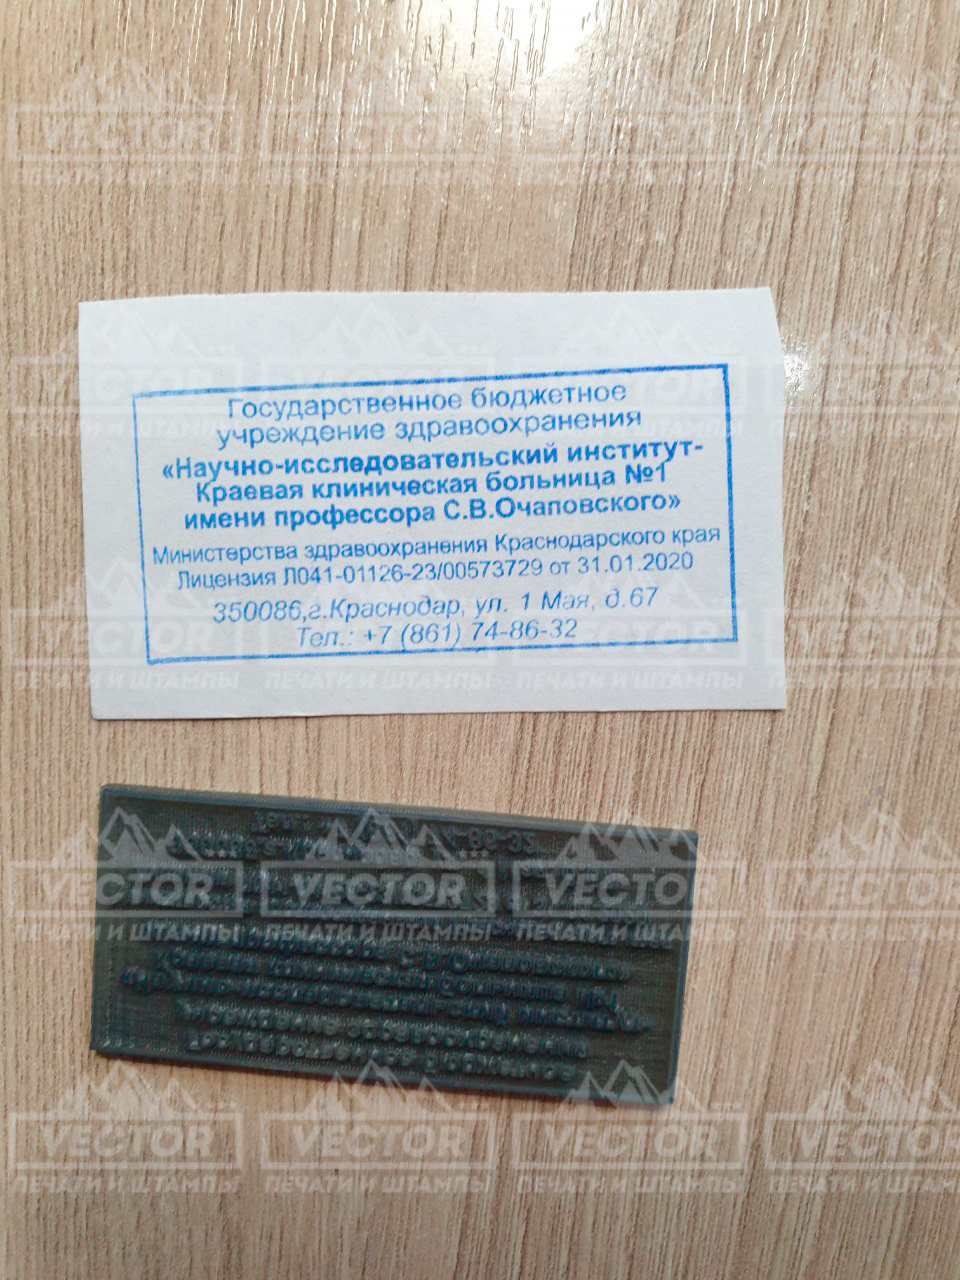 Государственное бюджетное
учреждение здравоохранения
«Научно-исследовательский институт-
Краевая клиническая больница №1
имени профессора С.В.Очаповского»
Министерства здравоохранения Краснодарского края
Лицензия Л041-01126-23/00573729 от 31.01.2020
350086,г.Краснодар, ул. 1 Мая, д.67
Тел.: +7 (861) 74-86-32
VECTOR
ПЕЧАТИ И ШТАМПЫ